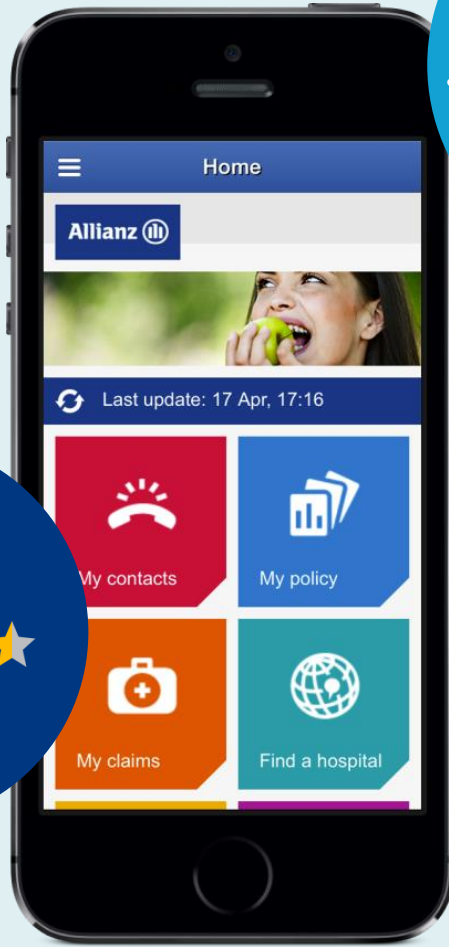 Home
Allianz
Last update: 17 Apr, 17:16
My contacts
My policy
My claims
Find a hospital